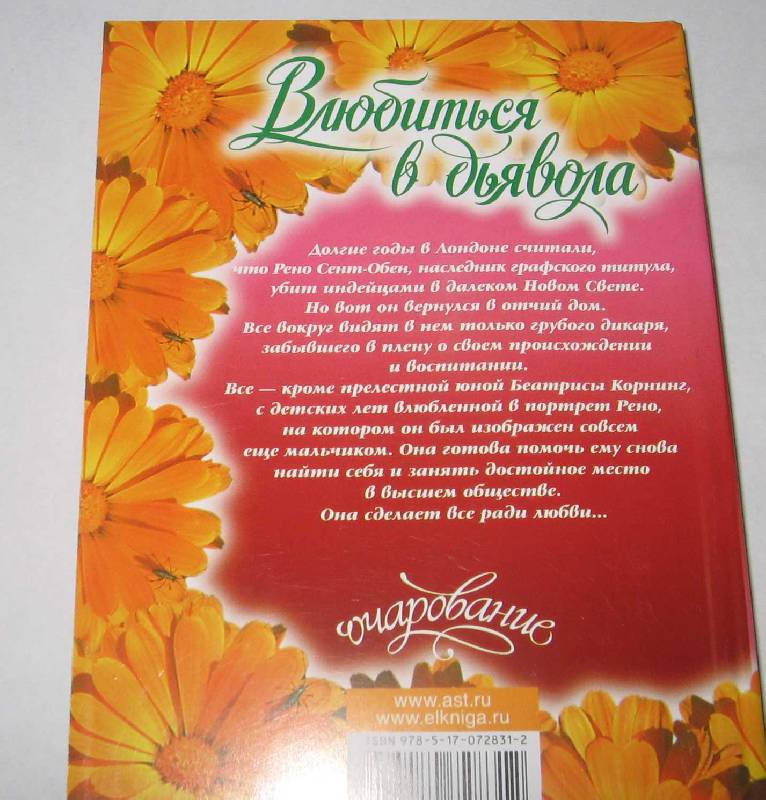 Влюбиться
в дьявола
Долгие годы в Лондоне считали,
что Рено Сент-Обен, наследник графского титула,
убит индейцами в далеком Новом Свете.
Но вот он вернулся в отчий дом.
Все вокруг видят в нем только грубого дикаря,
забывшего в плену о своем происхождении
и воспитании.
Все — кроме прелестной юной Беатрисы Корнинг,
с детских лет влюбленной в портрет Рено,
на котором он был изображен совсем
еще мальчиком. Она готова помочь ему снова
найти себя и занять достойное место
в высшем обществе.
Она сделает все ради любви...
очарование
www.ast.ru
www.elkniga.ru
ISBN 978-5-17-072831-2